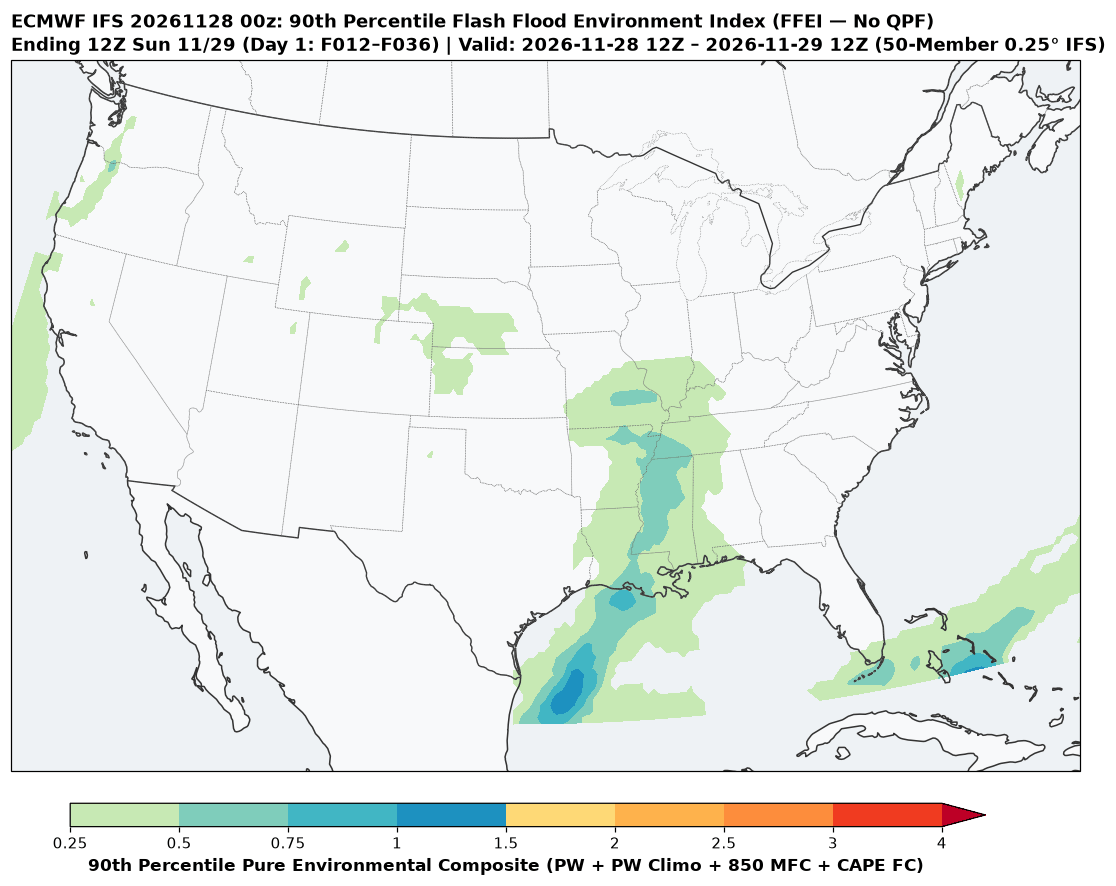 ECMWF IFS 20261128 00z: 90th Percentile Flash Flood Environment Index (FFEI — No QPF)
Ending 12Z Sun 11/29 (Day 1: F012–F036) | Valid: 2026-11-28 12Z – 2026-11-29 12Z (50-Member 0.25° IFS)
0.25 0.5 0.75 1 1.5 2 2.5 3 4
90th Percentile Pure Environmental Composite (PW + PW Climo + 850 MFC + CAPE FC)